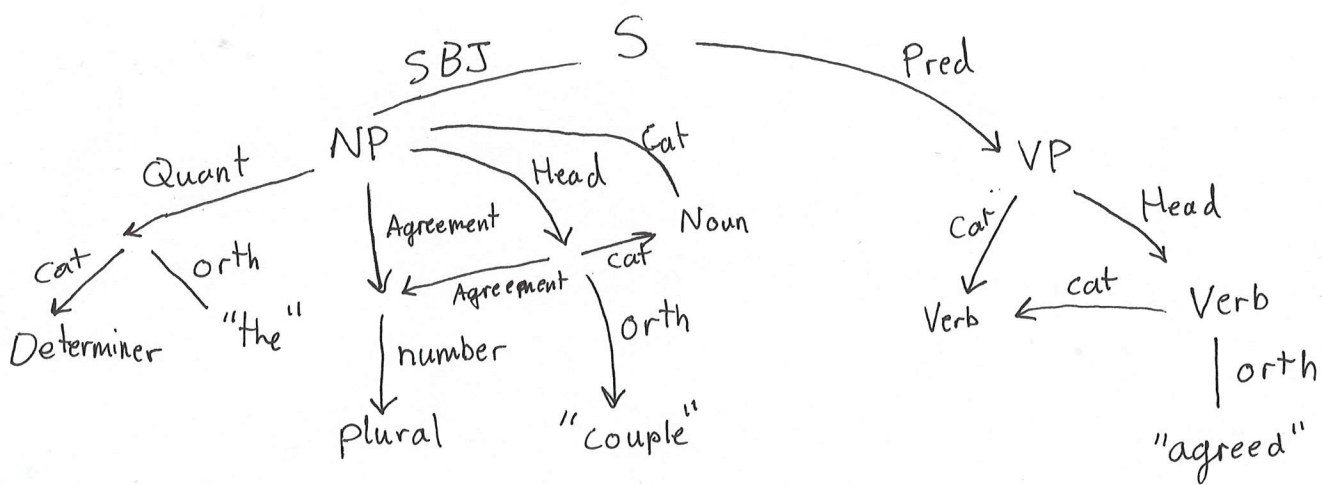 SBJ S Pred
NP Cat VP
Quant Head Head
Agreement Noun Cat
cat orth Agreement cat cat Verb
Determiner "the" number orth Verb orth
plural "couple" "agreed"